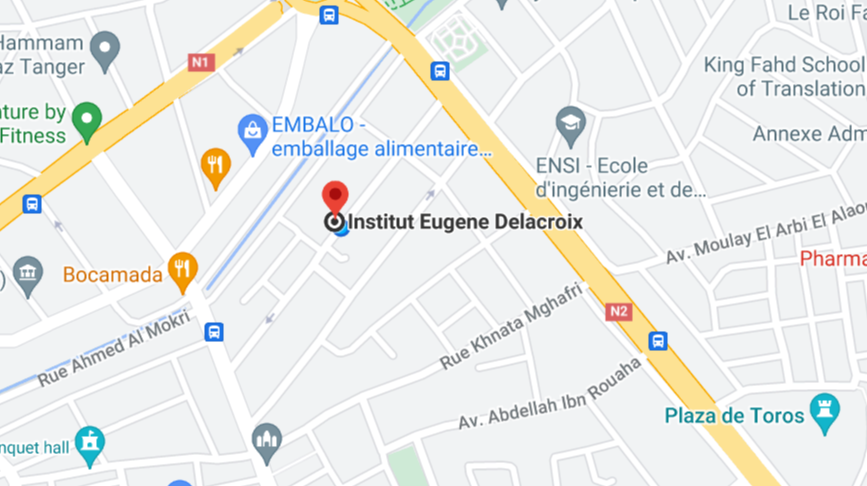 Le Roi Fa
Hammam
az Tanger
N1
King Fahd School
of Translation
ature by
Fitness
EMBALO -
emballage alimentaire...
Annexe Adm
ENSI - Ecole
d'ingénierie et de...
Institut Eugene Delacroix
Av. Moulay El Arbi El Alaou
Pharma
Bocamada
)
N2
Rue Ahmed Al Mokri
Rue Khnata Mghafri
Av. Abdellah Ibn Rouaha
Plaza de Toros
nquet hall